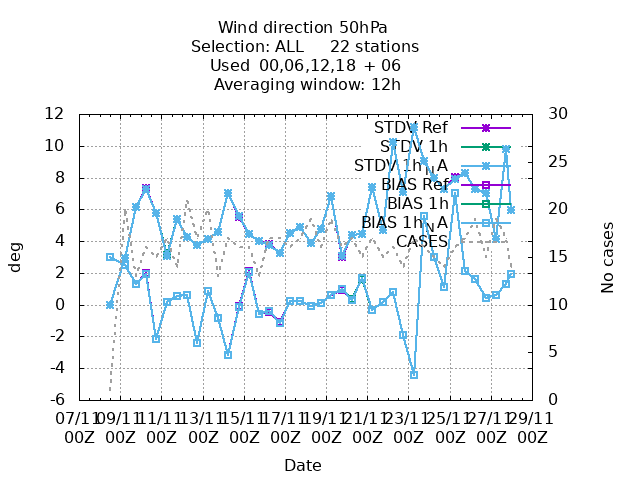 Wind direction 50hPa
Selection: ALL 22 stations
Used 00,06,12,18 + 06
Averaging window: 12h
12
10
8
6
4
2
0
-2
-4
-6
deg
30
25
20
15
10
5
0
No cases
STDV Ref
STDV 1h
STDV 1h_A
BIAS Ref
BIAS 1h
BIAS 1h_A
CASES
07/11 09/11 11/11 13/11 15/11 17/11 19/11 21/11 23/11 25/11 27/11 29/11
00Z 00Z 00Z 00Z 00Z 00Z 00Z 00Z 00Z 00Z 00Z 00Z
Date